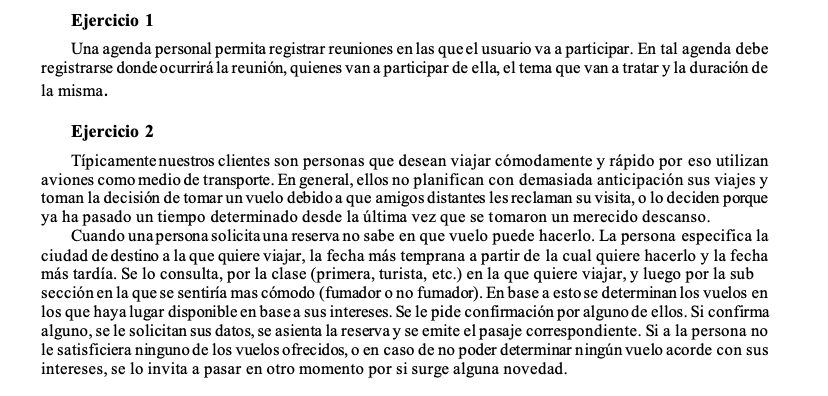 Ejercicio 1
Una agenda personal permita registrar reuniones en las que el usuario va a participar. En tal agenda debe
registrarse donde ocurrirá la reunión, quienes van a participar de ella, el tema que van a tratar y la duración de
la misma.
Ejercicio 2
Típicamente nuestros clientes son personas que desean viajar cómodamente y rápido por eso utilizan
aviones como medio de transporte. En general, ellos no planifican con demasiada anticipación sus viajes y
toman la decisión de tomar un vuelo debido a que amigos distantes les reclaman su visita, o lo deciden porque
ya ha pasado un tiempo determinado desde la última vez que se tomaron un merecido descanso.
Cuando una persona solicita una reserva no sabe en que vuelo puede hacerlo. La persona especifica la
ciudad de destino a la que quiere viajar, la fecha más temprana a partir de la cual quiere hacerlo y la fecha
más tardía. Se lo consulta, por la clase (primera, turista, etc.) en la que quiere viajar, y luego por la sub
sección en la que se sentiría mas cómodo (fumador o no fumador). En base a esto se determinan los vuelos en
los que haya lugar disponible en base a sus intereses. Se le pide confirmación por alguno de ellos. Si confirma
alguno, se le solicitan sus datos, se asienta la reserva y se emite el pasaje correspondiente. Si a la persona no
le satisficiera ninguno de los vuelos ofrecidos, o en caso de no poder determinar ningún vuelo acorde con sus
intereses, se lo invita a pasar en otro momento por si surge alguna novedad.